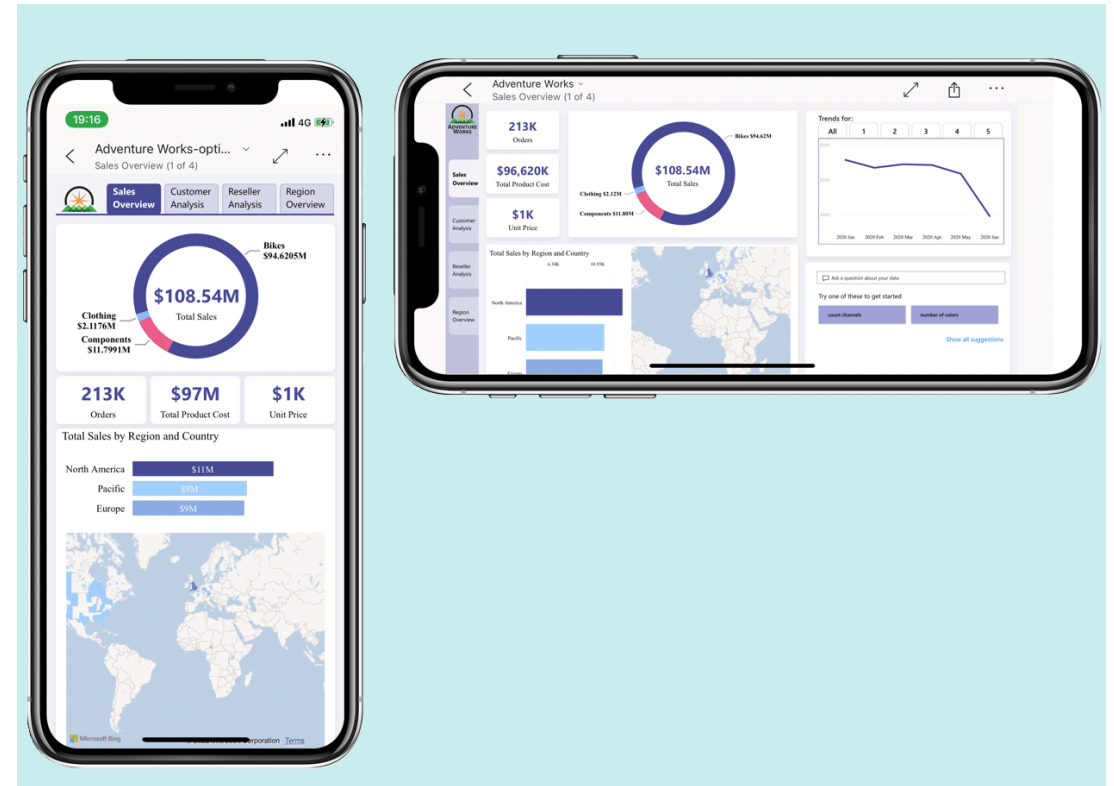 19:16
4G
Adventure Works-opti...
Sales Overview (1 of 4)
Sales Overview
Customer Analysis
Reseller Analysis
Region Overview
Bikes
$94.6205M
$108.54M
Total Sales
Clothing
$2.1176M
Components
$11.7991M
213K
Orders
$97M
Total Product Cost
$1K
Unit Price
Total Sales by Region and Country
North America
$11M
Pacific
$9M
Europe
$9M
Microsoft Bing
Corporation
Terms
Adventure Works
Sales Overview (1 of 4)
ADVENTURE
WORKS
Sales
Overview
Customer
Analysis
Reseller
Analysis
Region
Overview
213K
Orders
$96,620K
Total Product Cost
$1K
Unit Price
Bikes $94.62M
$108.54M
Total Sales
Clothing $2.12M
Components $11.80M
Total Sales by Region and Country
North America
Pacific
Trends for:
All 1 2 3 4 5
2020 Jan 2020 Feb 2020 Mar 2020 Apr 2020 May 2020 Jun
Ask a question about your data
Try one of these to get started
count channels
number of colors
Show all suggestions